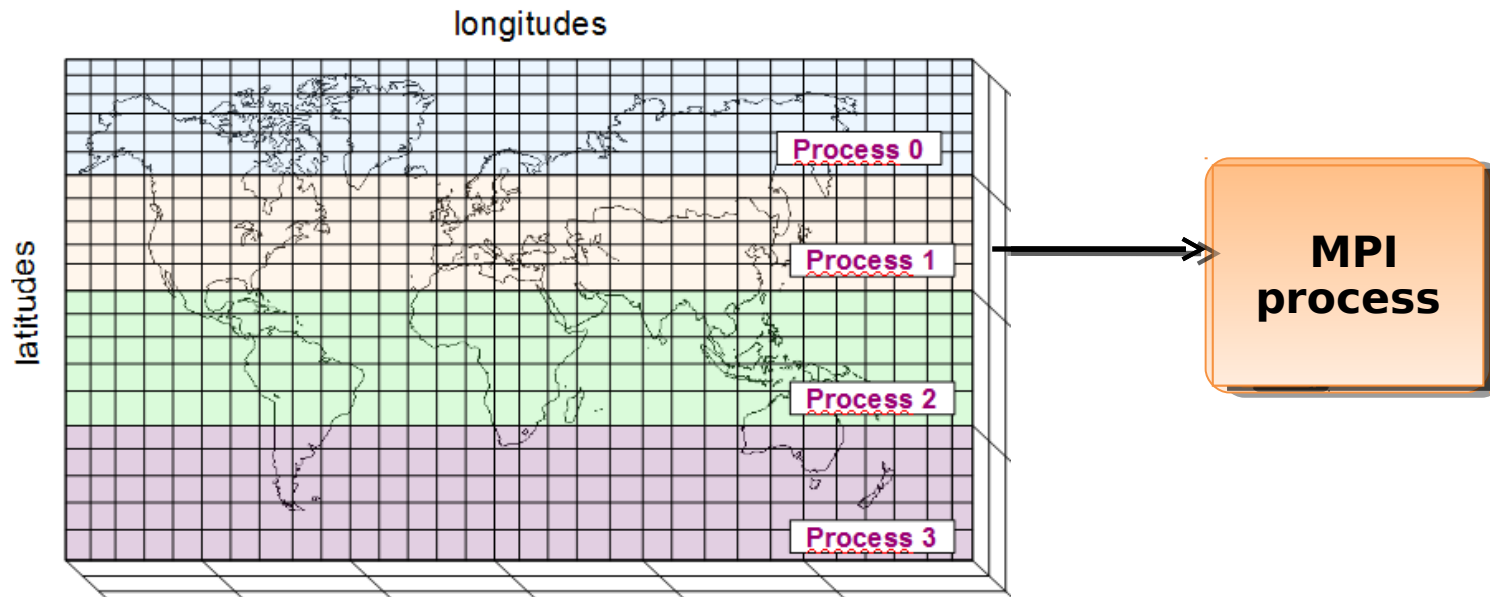 longitudes
latitudes
Process 0
Process 1
Process 2
Process 3
MPI
process